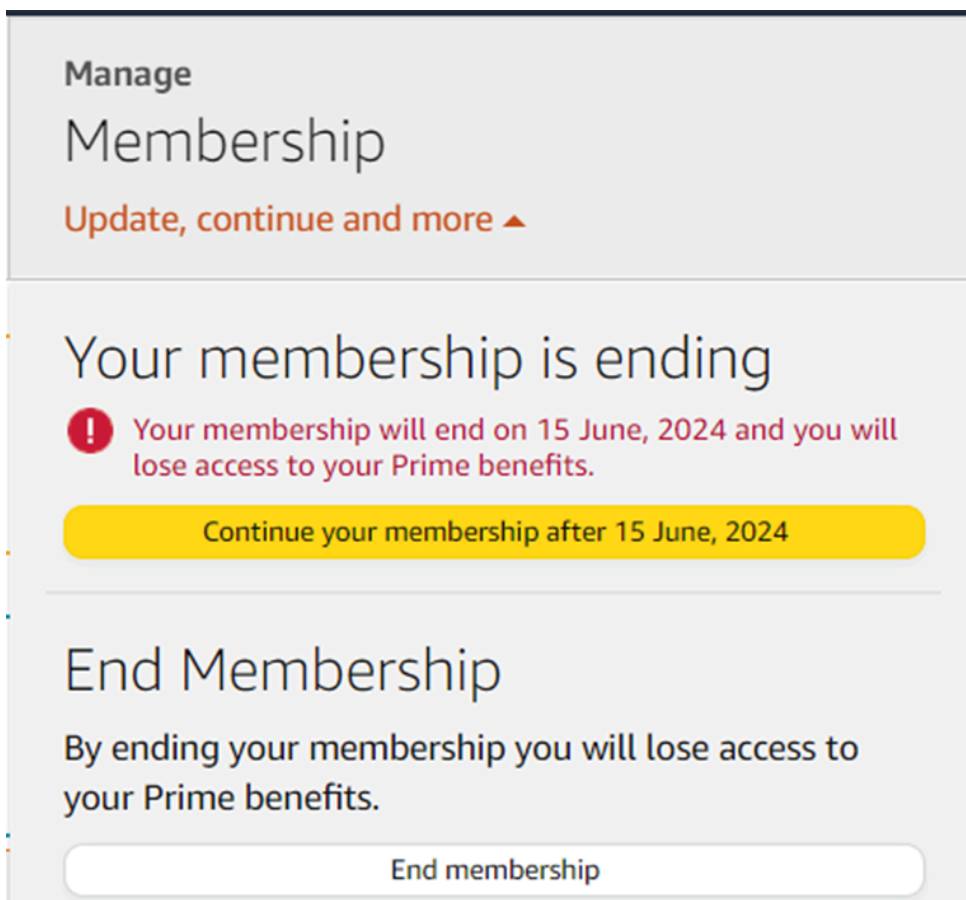 Manage
Membership
Update, continue and more
Your membership is ending
Your membership will end on 15 June, 2024 and you will
lose access to your Prime benefits.
Continue your membership after 15 June, 2024
End Membership
By ending your membership you will lose access to
your Prime benefits.
End membership